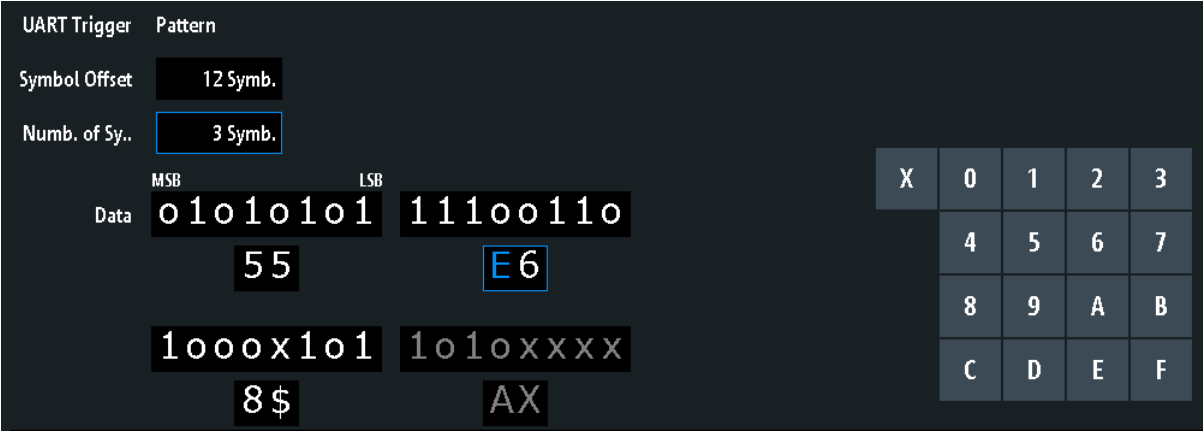 UART Trigger Pattern
Symbol Offset 12 Symb.
Numb. of Sy.. 3 Symb.
MSB LSB
Data o1o1o1o1 111oo11o
55 E6
1ooox1o1 1o1oxxxx
8$ AX
X 0 1 2 3
4 5 6 7
8 9 A B
C D E F